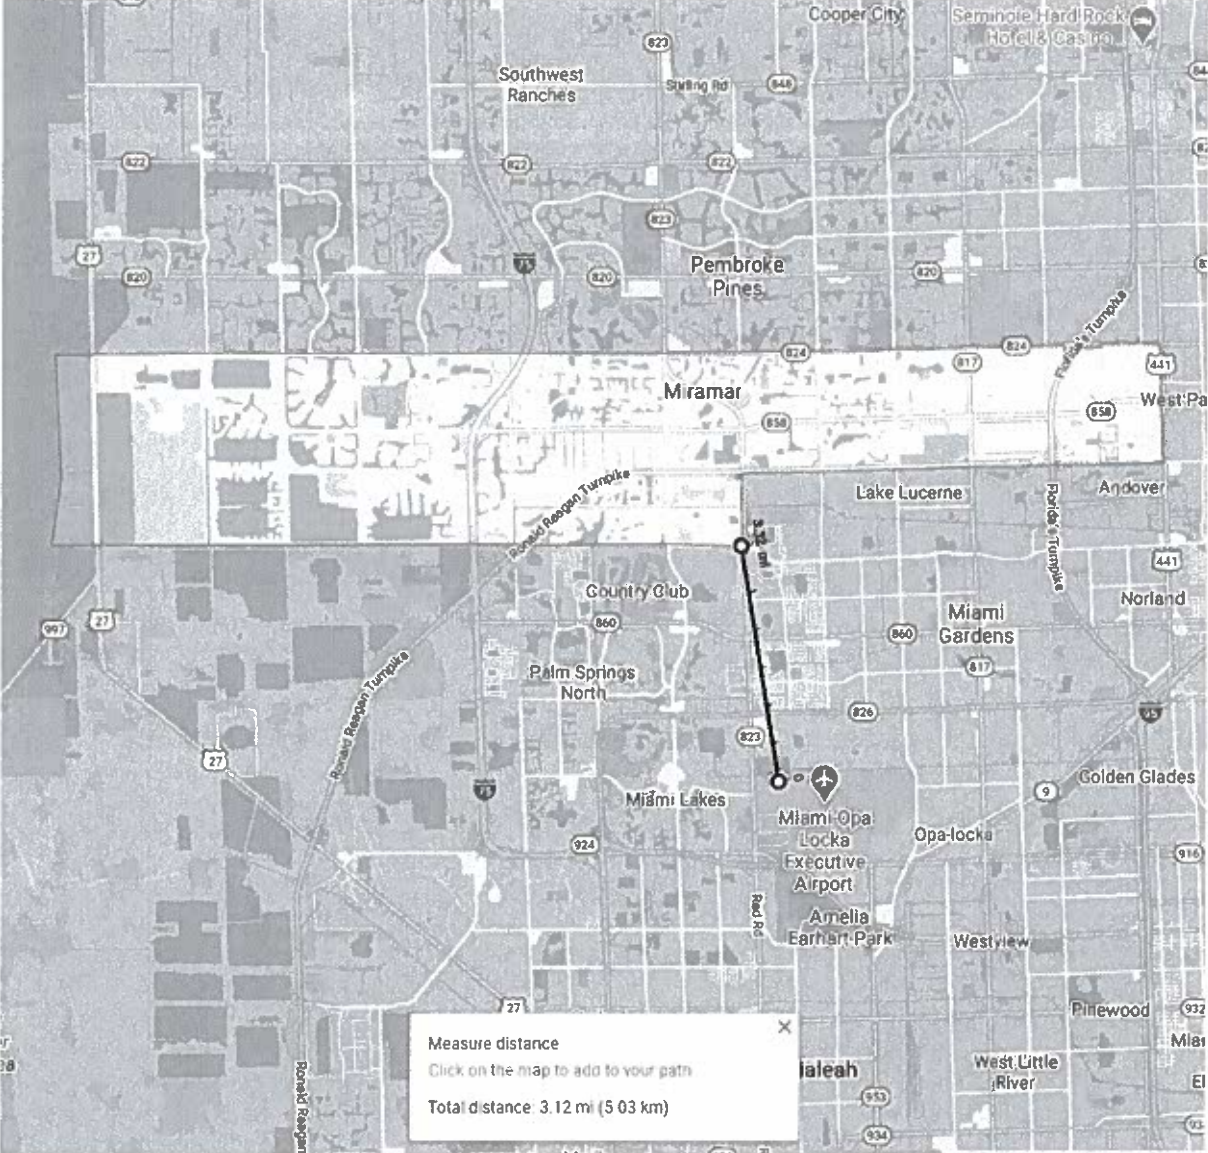 Cooper City
Seminole Hard Rock
Hotel & Casino
823
Southwest
Ranches
Stirling Rd
848
822
822
822
823
27
75
820
820
Pembroke
Pines
820
Florida's Turnpike
824
824
817
441
Miramar
858
858
West Pa
Ronald Reagan Turnpike
Lake Lucerne
Andover
Florida's Turnpike
3.12 mi
441
Country Club
Norland
997
27
860
Miami
Gardens
860
817
Palm Springs
North
Ronald Reagan Turnpike
826
95
823
27
Golden Glades
75
Miami Lakes
9
Miami-Opa
Locka
Executive
Airport
Opa-locka
924
916
Red Rd
Amelia
Earhart Park
Westview
27
Pinewood
932
Measure distance
Click on the map to add to your path
Total distance: 3.12 mi (5 03 km)
Miar
Ronald Reagan
ialeah
West Little
River
El
953
934